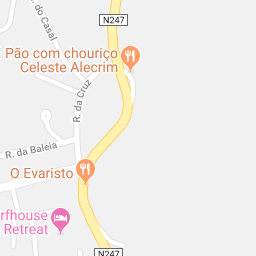 do Casal
N247
Pão com chouriço
Celeste Alecrim
R. da Cruz
R. da Baleia
O Evaristo
rfhouse
Retreat
N247